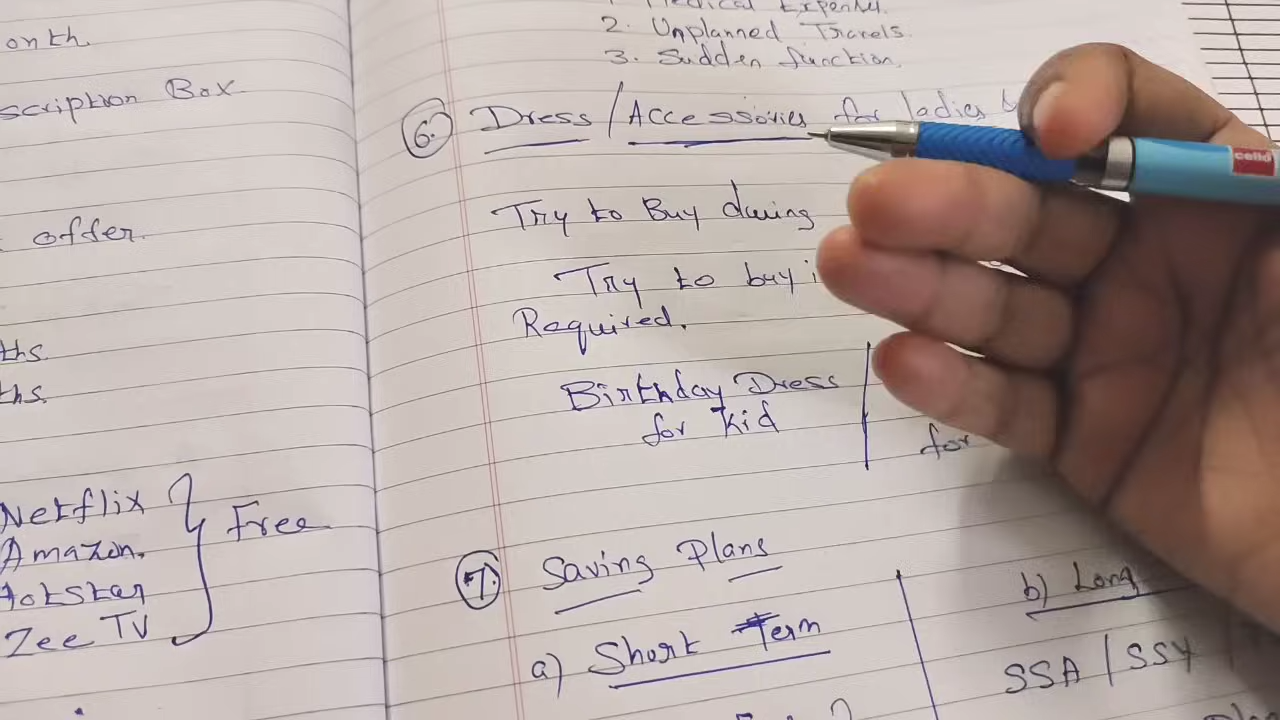 onth.
scription Box
offer.
ths.
ths.
Netflix
Amazon.
Hotstar
Zee TV
Free
2. Unplanned Travels.
3. Sudden function.
6. Dress / Accessories for ladies &
Try to Buy during
Try to buy i
Required.
Birthday Dress
for Kid
for
7. Saving Plans
a) Short Term
b) Long
SSA / SSY
cello